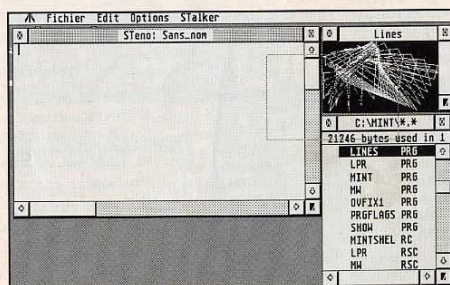 Fichier Edit Options STalker
STeno: Sans_nom
Lines
C:\MINT\*.*
21246 bytes used in 1
LINES PRG
LPR PRG
MINT PRG
MW PRG
OVFIX1 PRG
PRGFLAGS PRG
SHOW PRG
MINTSHEL RC
LPR RSC
MW RSC